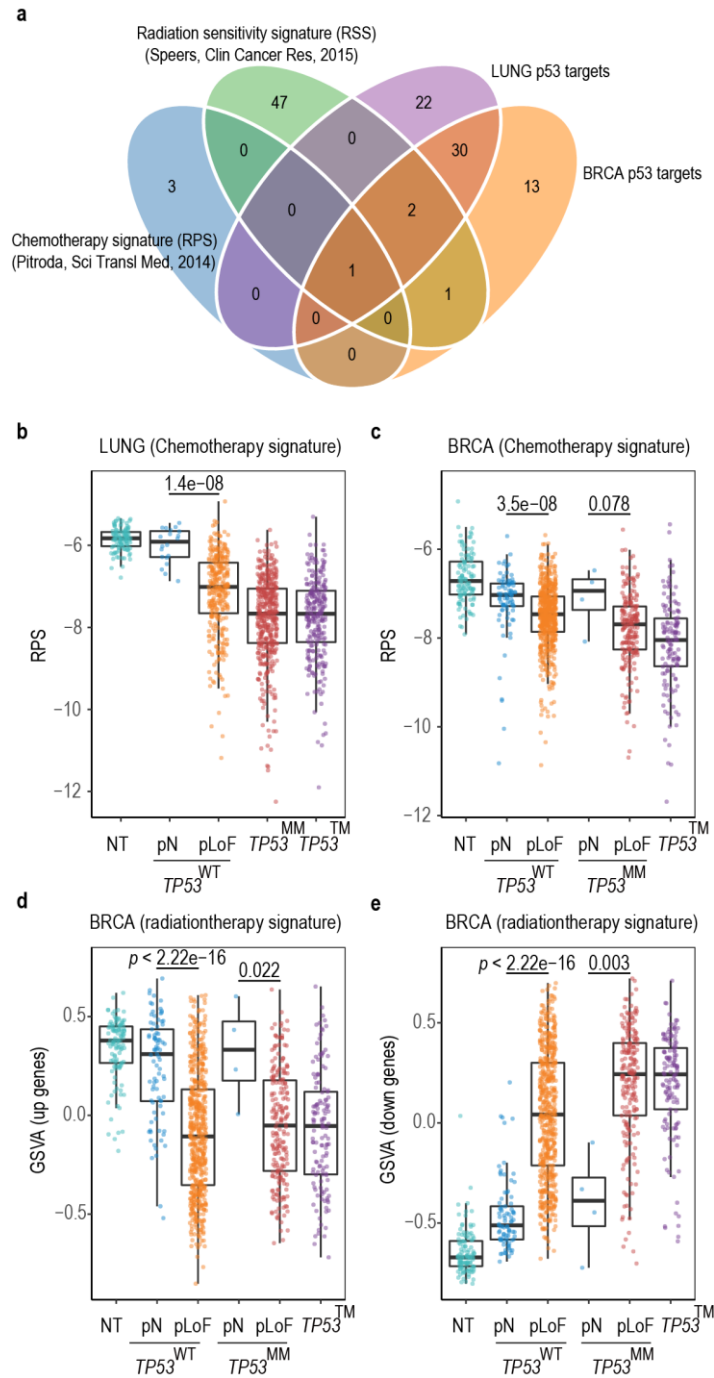 a
Radiation sensitivity signature (RSS)
(Speers, Clin Cancer Res, 2015)
LUNG p53 targets
47
22
0
0
30
BRCA p53 targets
3
13
0
2
Chemotherapy signature (RPS)
(Pitroda, Sci Transl Med, 2014)
1
0
1
0
0
0
b
LUNG (Chemotherapy signature)
1.4e−08
RPS
−6
−8
−10
−12
NT
pN
pLoF
TP53WT
TP53MM
TP53TM
c
BRCA (Chemotherapy signature)
3.5e−08
0.078
RPS
−6
−8
−10
−12
NT
pN
pLoF
pN
pLoF
TP53TM
TP53WT
TP53MM
d
BRCA (radiationtherapy signature)
p < 2.22e−16
0.022
GSVA (up genes)
0.5
0.0
−0.5
NT
pN
pLoF
pN
pLoF
TP53TM
TP53WT
TP53MM
e
BRCA (radiationtherapy signature)
p < 2.22e−16
0.003
GSVA (down genes)
0.5
0.0
−0.5
NT
pN
pLoF
pN
pLoF
TP53TM
TP53WT
TP53MM